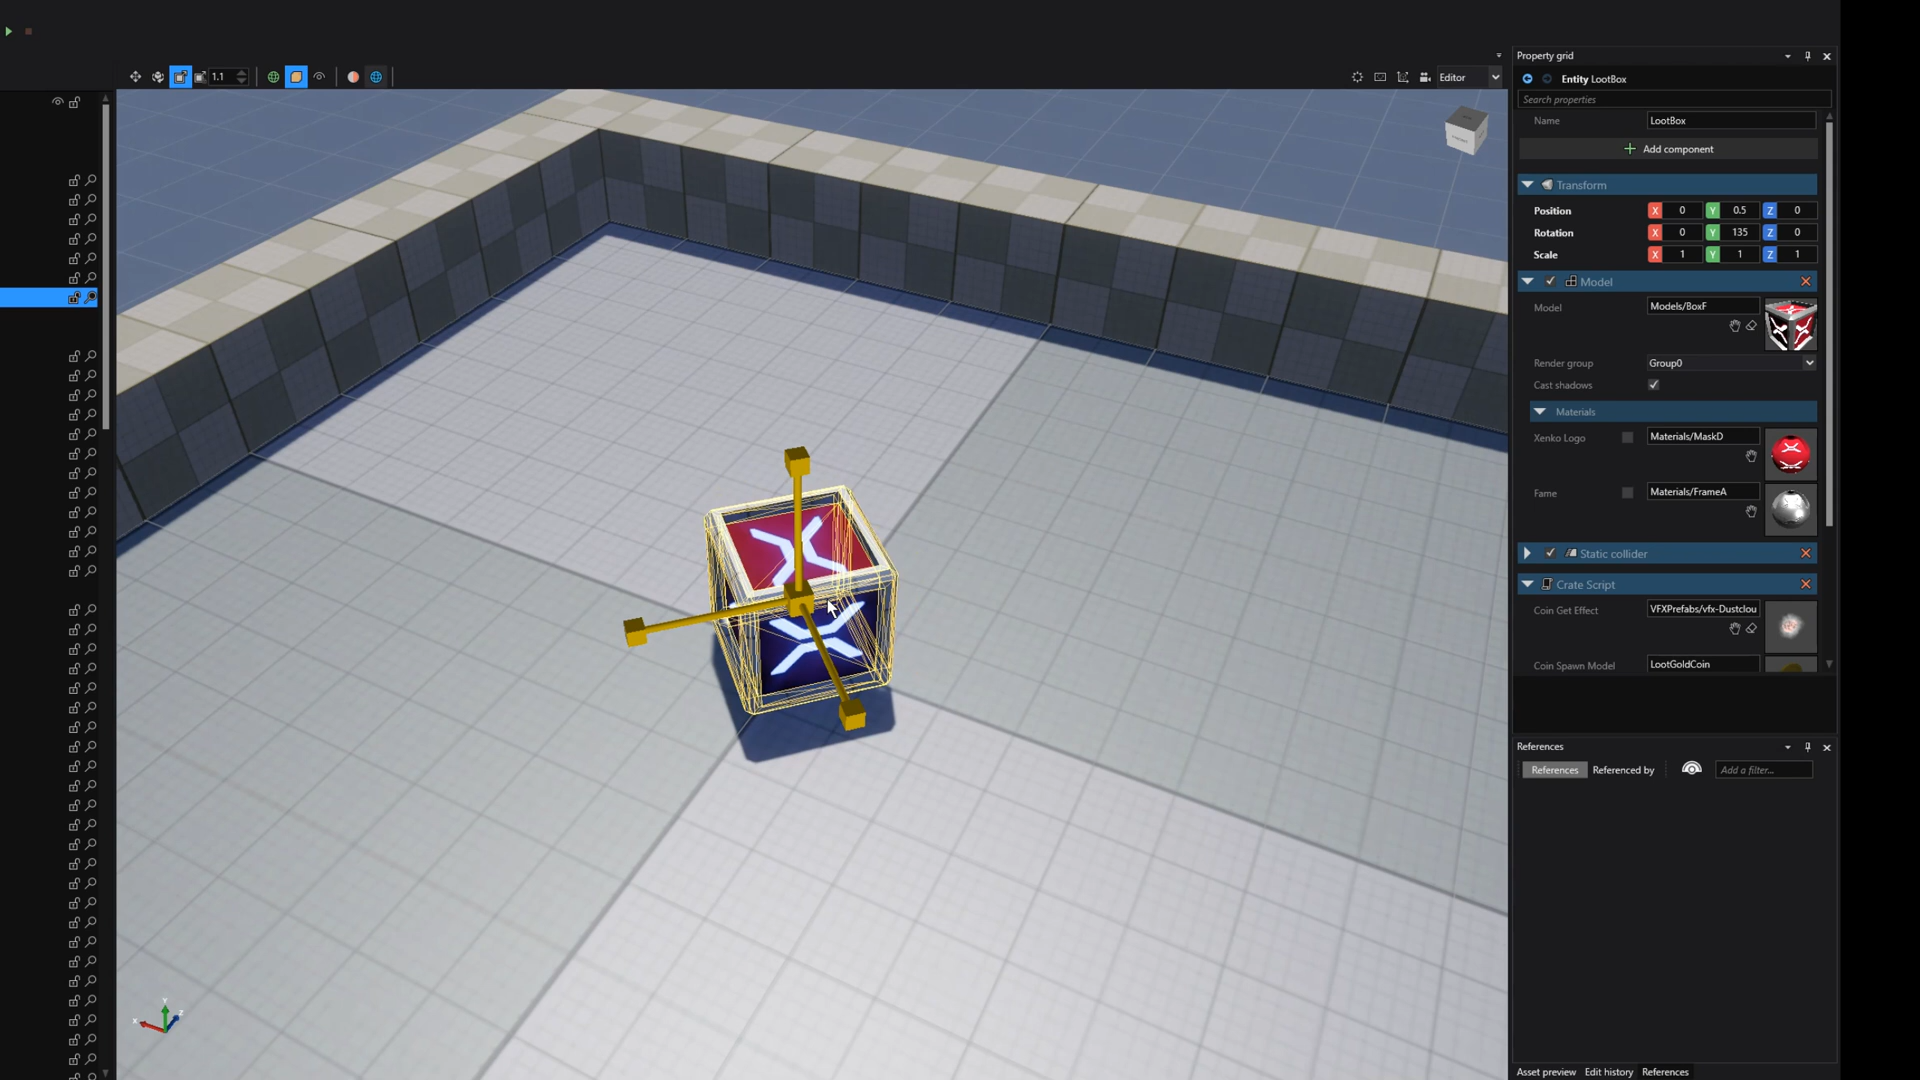 Property grid
1.1
Editor
Entity LootBox
Search properties
Name LootBox
Add component
Transform
Position X 0 Y 0.5 Z 0
Rotation X 0 Y 135 Z 0
Scale X 1 Y 1 Z 1
Model
Model Models/BoxF
Render group Group0
Cast shadows
Materials
Xenko Logo Materials/MaskD
Fame Materials/FrameA
Static collider
Crate Script
Coin Get Effect VFXPrefabs/vfx-Dustclou
Coin Spawn Model LootGoldCoin
References
References Referenced by Add a filter...
X Y Z
Asset preview Edit history References